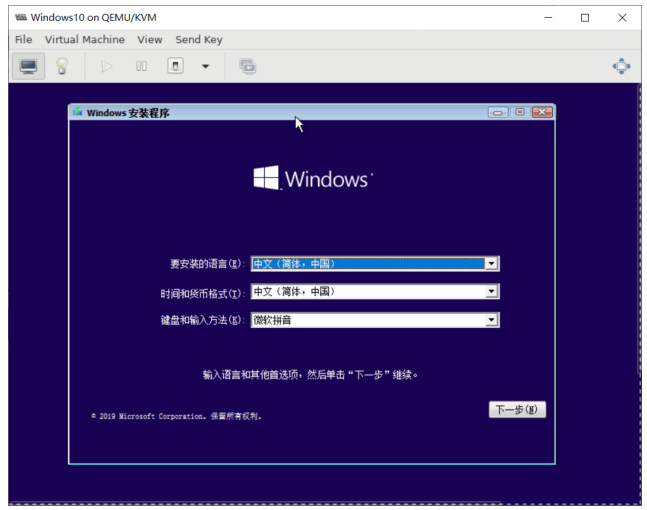 Windows10 on QEMU/KVM
File Virtual Machine View Send Key
Windows 安装程序
Windows
要安装的语言(E): 中文（简体，中国）
时间和货币格式(T): 中文（简体，中国）
键盘和输入方法(K): 微软拼音
输入语言和其他首选项，然后单击“下一步”继续。
© 2019 Microsoft Corporation。保留所有权利。
下一步(N)